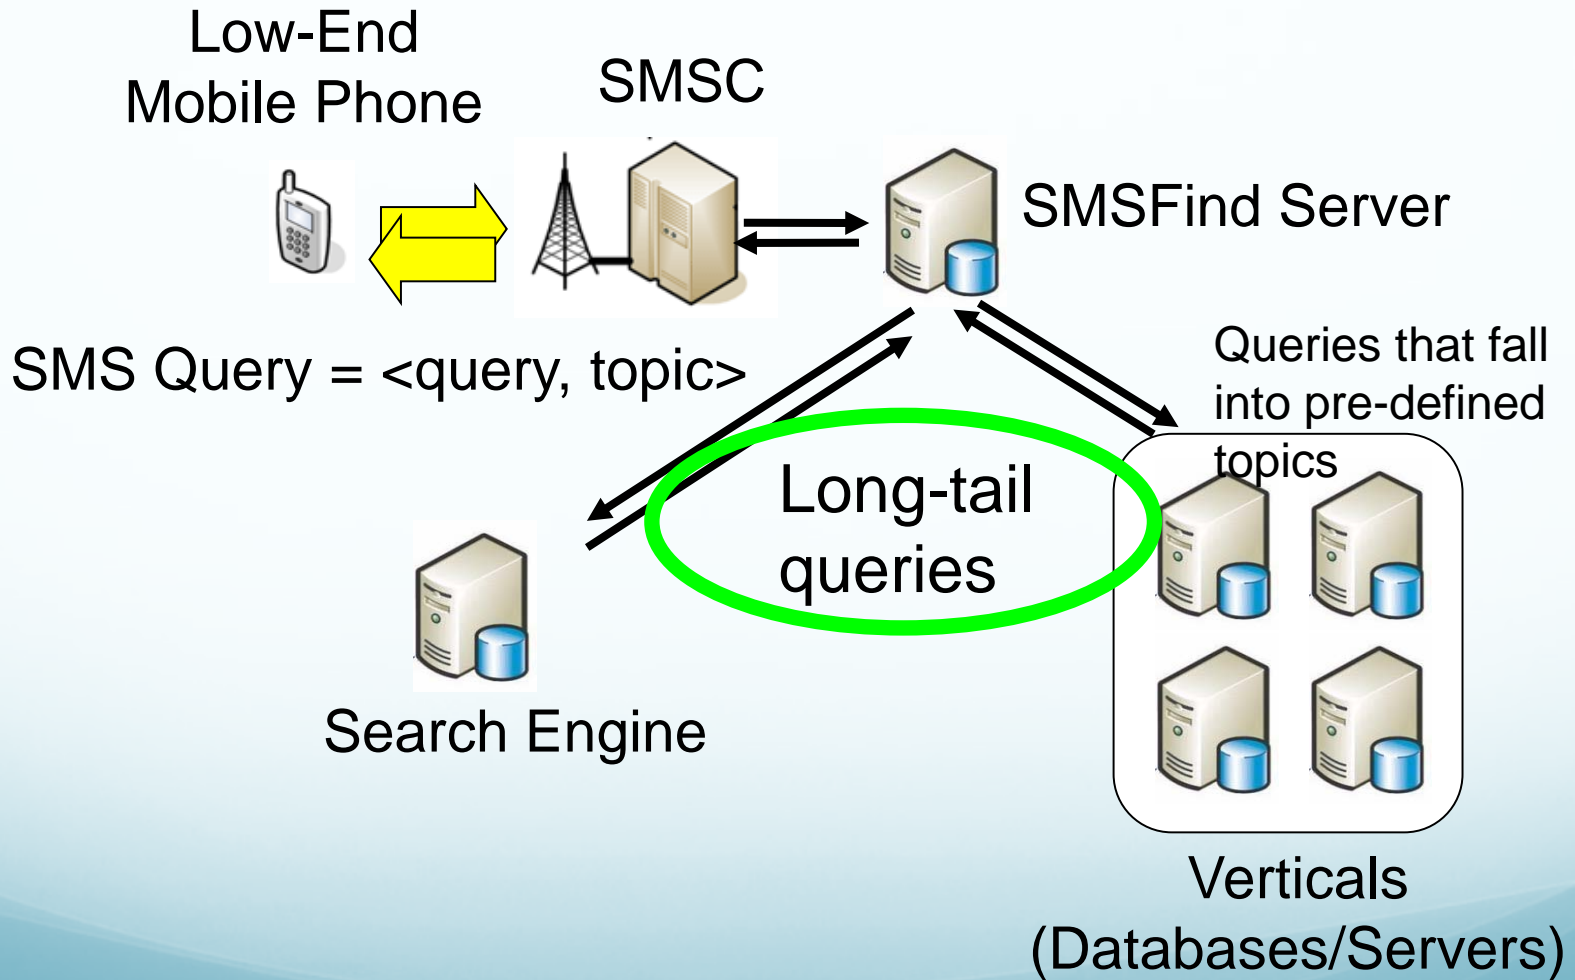 Low-End
Mobile Phone
SMSC
SMSFind Server
SMS Query = <query, topic>
Queries that fall
into pre-defined
topics
Long-tail
queries
Search Engine
Verticals
(Databases/Servers)